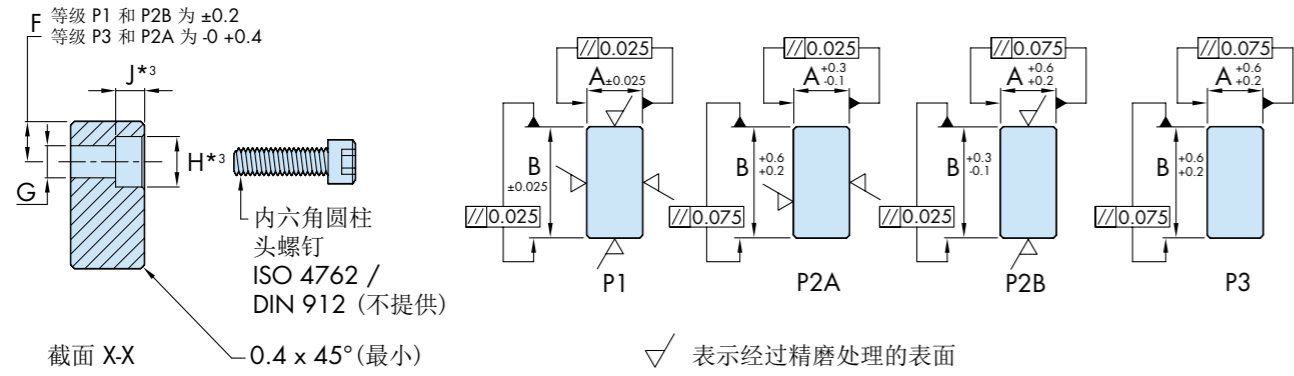 F 等级 P1 和 P2B 为 ±0.2
等级 P3 和 P2A 为 -0 +0.4
J*3
H*3
G
内六角圆柱
头螺钉
ISO 4762 /
DIN 912 (不提供)
截面 X-X
0.4 x 45°(最小)
// 0.025
A ±0.025
B ±0.025
// 0.025
P1
// 0.025
A +0.3 -0.1
B +0.6 +0.2
// 0.075
P2A
// 0.075
A +0.6 +0.2
B +0.3 -0.1
// 0.025
P2B
// 0.075
A +0.6 +0.2
B +0.6 +0.2
// 0.075
P3
表示经过精磨处理的表面